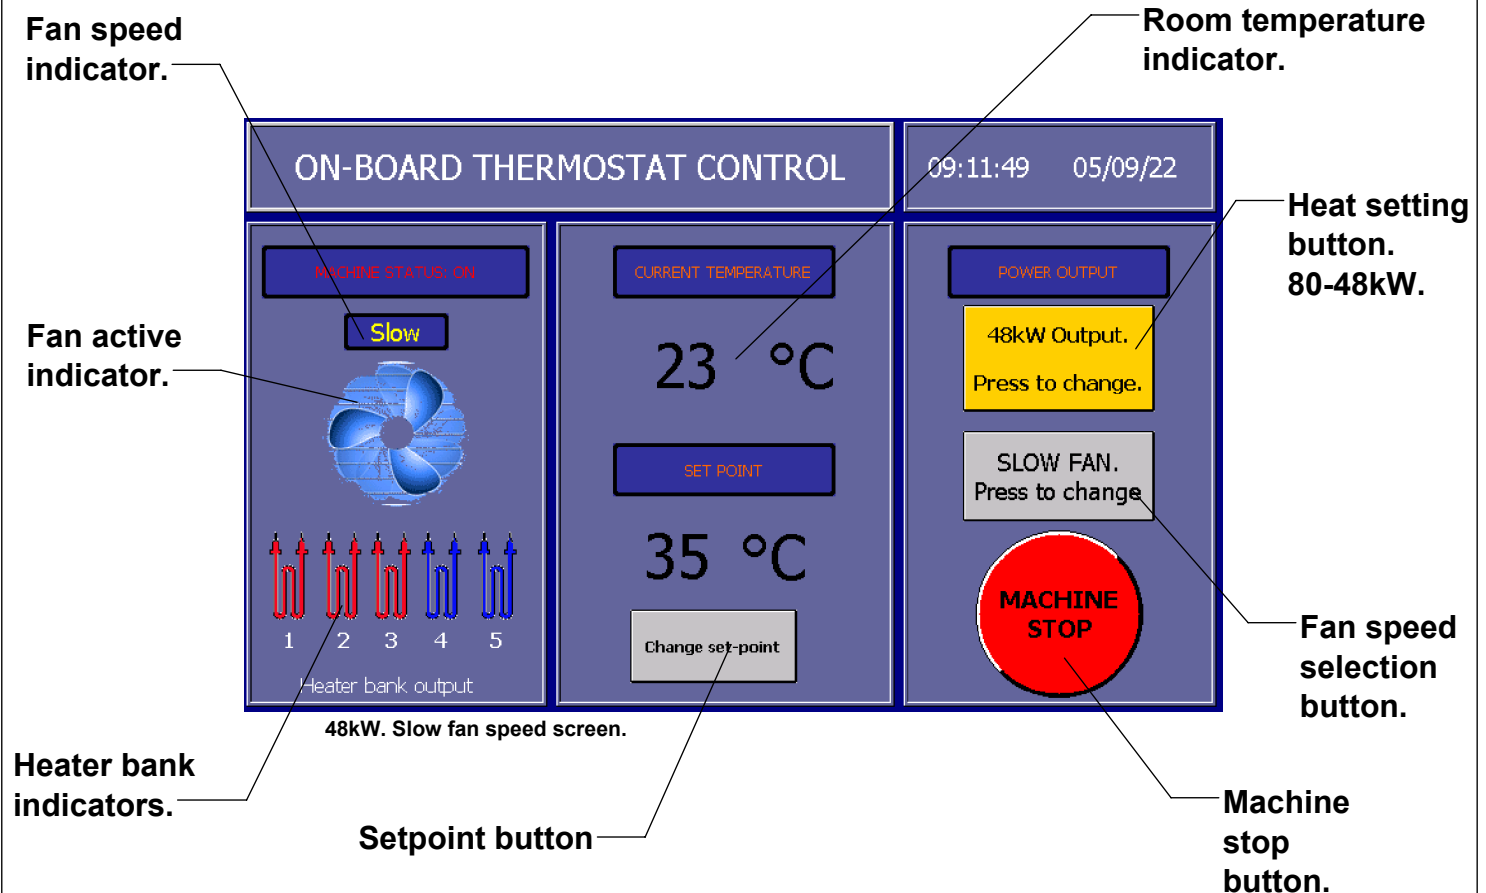 Fan speed
indicator.
Room temperature
indicator.
ON-BOARD THERMOSTAT CONTROL
09:11:49 05/09/22
Heat setting
button.
80-48kW.
MACHINE STATUS: ON
CURRENT TEMPERATURE
POWER OUTPUT
Slow
Fan active
indicator.
23 °C
48kW Output.
Press to change.
SET POINT
SLOW FAN.
Press to change
35 °C
MACHINE
STOP
1 2 3 4 5
Change set-point
Heater bank output
Fan speed
selection
button.
48kW. Slow fan speed screen.
Heater bank
indicators.
Setpoint button
Machine
stop
button.